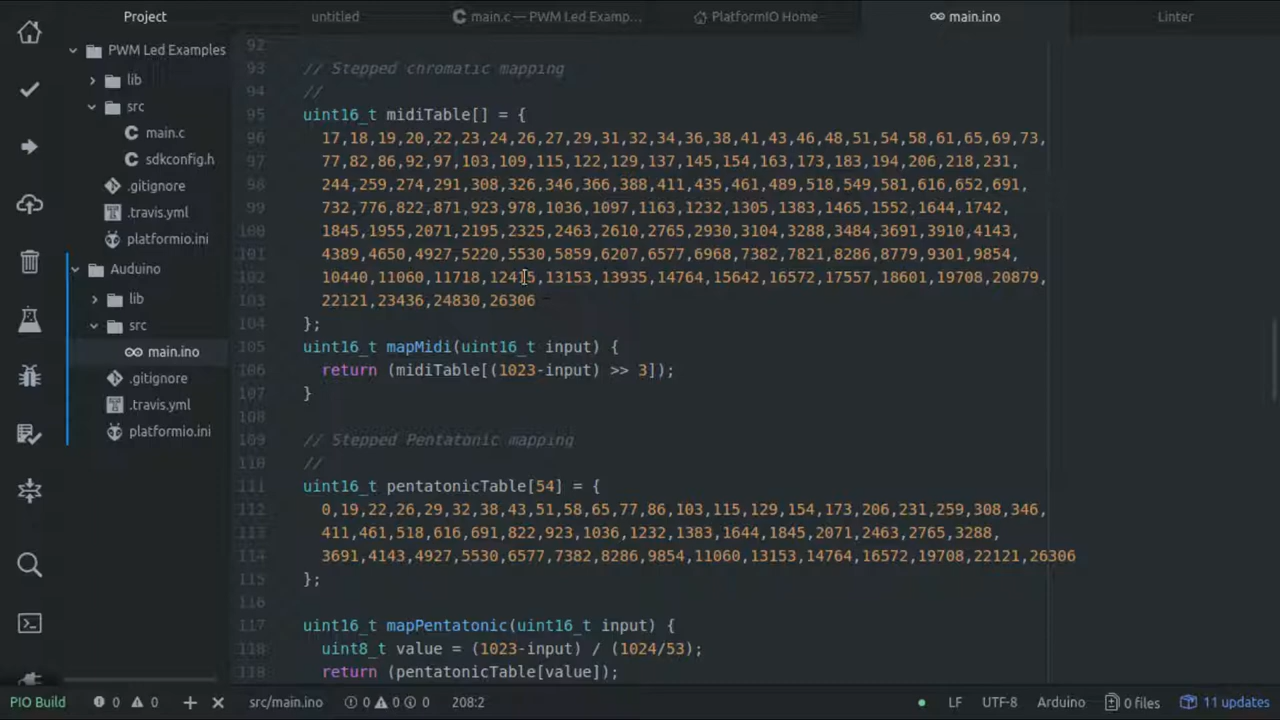 Project
untitled
main.c — PWM Led Examp...
PlatformIO Home
main.ino
Linter
PWM Led Examples
lib
src
main.c
sdkconfig.h
.gitignore
.travis.yml
platformio.ini
Auduino
lib
src
main.ino
.gitignore
.travis.yml
platformio.ini
92
93 // Stepped chromatic mapping
94 //
95 uint16_t midiTable[] = {
96 17,18,19,20,22,23,24,26,27,29,31,32,34,36,38,41,43,46,48,51,54,58,61,65,69,73,
97 77,82,86,92,97,103,109,115,122,129,137,145,154,163,173,183,194,206,218,231,
98 244,259,274,291,308,326,346,366,388,411,435,461,489,518,549,581,616,652,691,
99 732,776,822,871,923,978,1036,1097,1163,1232,1305,1383,1465,1552,1644,1742,
100 1845,1955,2071,2195,2325,2463,2610,2765,2930,3104,3288,3484,3691,3910,4143,
101 4389,4650,4927,5220,5530,5859,6207,6577,6968,7382,7821,8286,8779,9301,9854,
102 10440,11060,11718,12415,13153,13935,14764,15642,16572,17557,18601,19708,20879,
103 22121,23436,24830,26306
104 };
105 uint16_t mapMidi(uint16_t input) {
106 return (midiTable[(1023-input) >> 3]);
107 }
108
109 // Stepped Pentatonic mapping
110 //
111 uint16_t pentatonicTable[54] = {
112 0,19,22,26,29,32,38,43,51,58,65,77,86,103,115,129,154,173,206,231,259,308,346,
113 411,461,518,616,691,822,923,1036,1232,1383,1644,1845,2071,2463,2765,3288,
114 3691,4143,4927,5530,6577,7382,8286,9854,11060,13153,14764,16572,19708,22121,26306
115 };
116
117 uint16_t mapPentatonic(uint16_t input) {
118 uint8_t value = (1023-input) / (1024/53);
118 return (pentatonicTable[value]);
PIO Build 0 0 src/main.ino 0 0 0 208:2 LF UTF-8 Arduino 0 files 11 updates